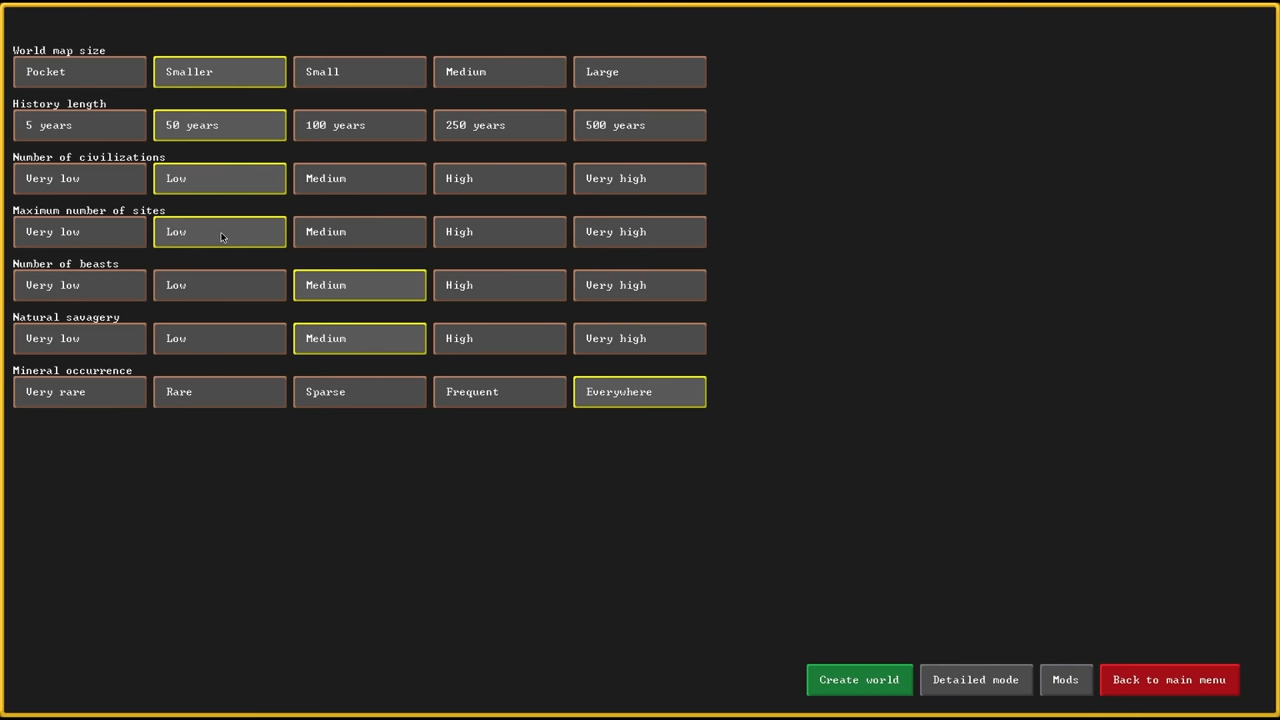 World map size
Pocket Smaller Small Medium Large
History length
5 years 50 years 100 years 250 years 500 years
Number of civilizations
Very low Low Medium High Very high
Maximum number of sites
Very low Low Medium High Very high
Number of beasts
Very low Low Medium High Very high
Natural savagery
Very low Low Medium High Very high
Mineral occurrence
Very rare Rare Sparse Frequent Everywhere
Create world Detailed mode Mods Back to main menu